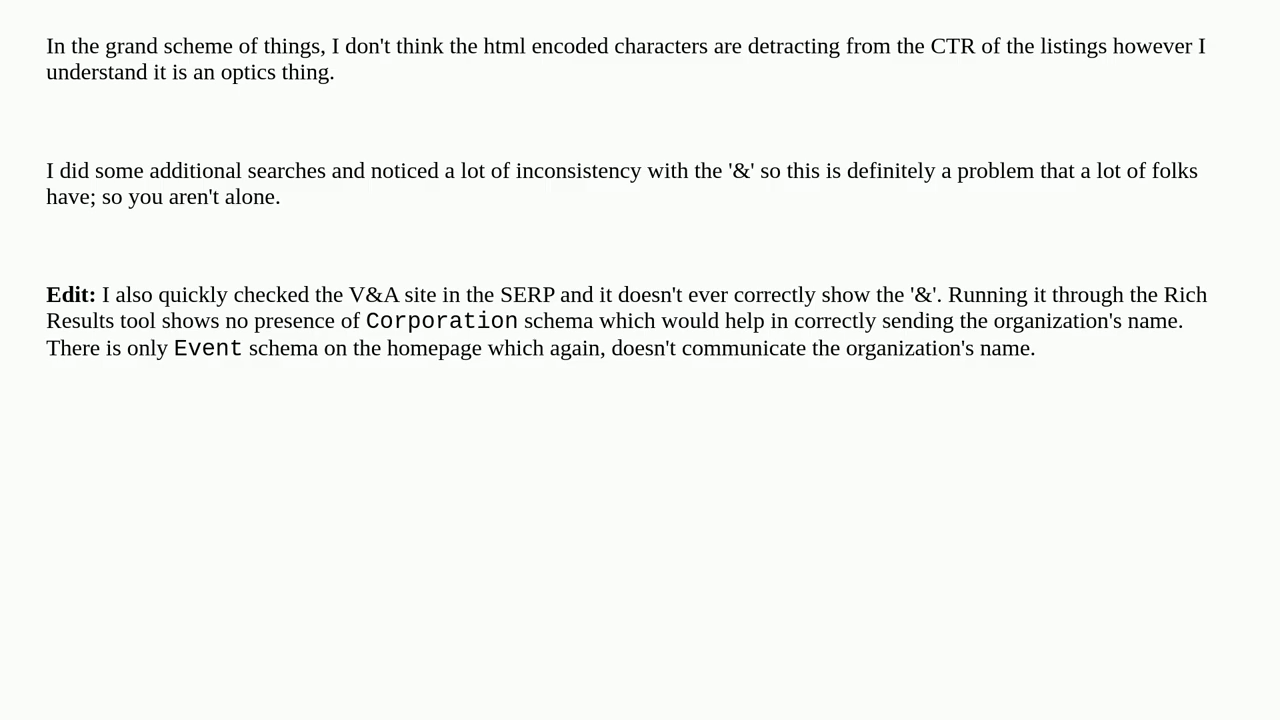 In the grand scheme of things, I don't think the html encoded characters are detracting from the CTR of the listings however I
understand it is an optics thing.
I did some additional searches and noticed a lot of inconsistency with the '&' so this is definitely a problem that a lot of folks
have; so you aren't alone.
Edit: I also quickly checked the V&A site in the SERP and it doesn't ever correctly show the '&'. Running it through the Rich
Results tool shows no presence of Corporation schema which would help in correctly sending the organization's name.
There is only Event schema on the homepage which again, doesn't communicate the organization's name.